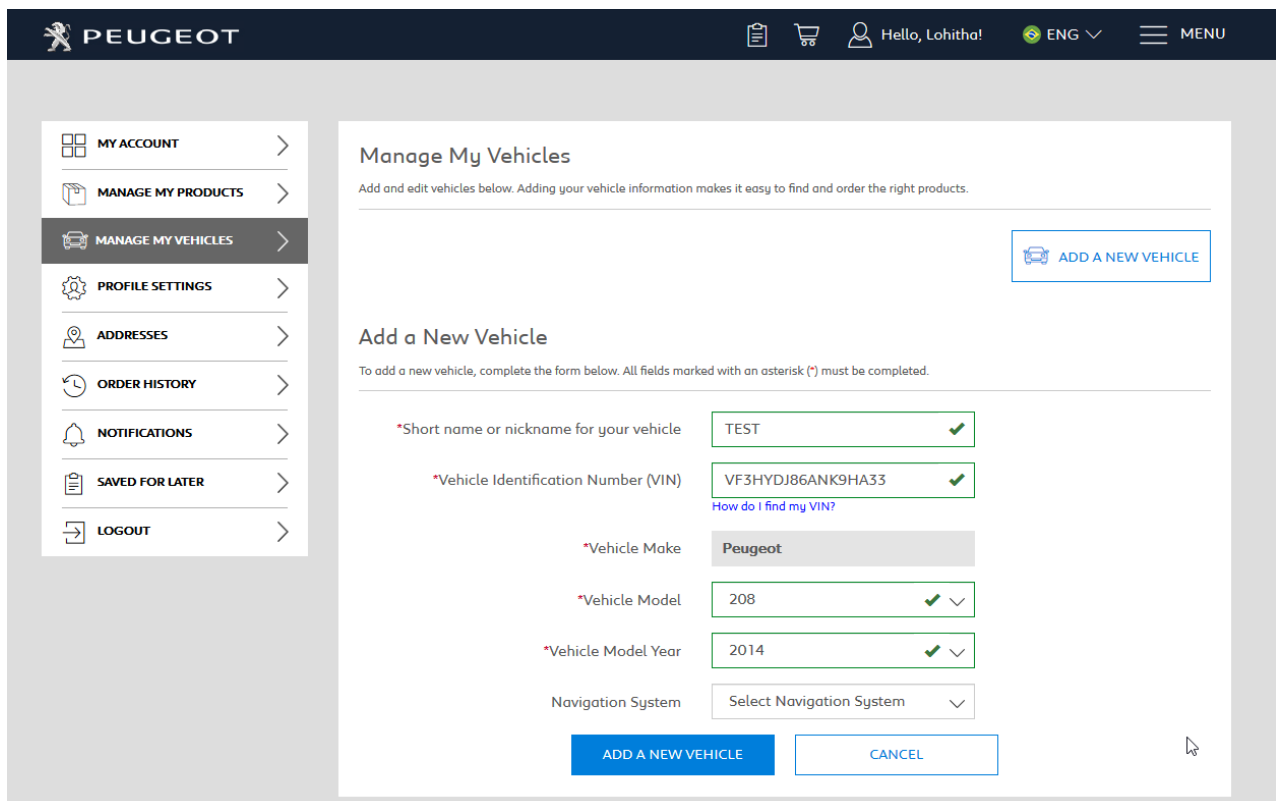 PEUGEOT
Hello, Lohitha!
ENG
MENU
MY ACCOUNT
MANAGE MY PRODUCTS
MANAGE MY VEHICLES
PROFILE SETTINGS
ADDRESSES
ORDER HISTORY
NOTIFICATIONS
SAVED FOR LATER
LOGOUT
Manage My Vehicles
Add and edit vehicles below. Adding your vehicle information makes it easy to find and order the right products.
ADD A NEW VEHICLE
Add a New Vehicle
To add a new vehicle, complete the form below. All fields marked with an asterisk (*) must be completed.
*Short name or nickname for your vehicle TEST
*Vehicle Identification Number (VIN) VF3HYDJ86ANK9HA33
How do I find my VIN?
*Vehicle Make Peugeot
*Vehicle Model 208
*Vehicle Model Year 2014
Navigation System Select Navigation System
ADD A NEW VEHICLE CANCEL